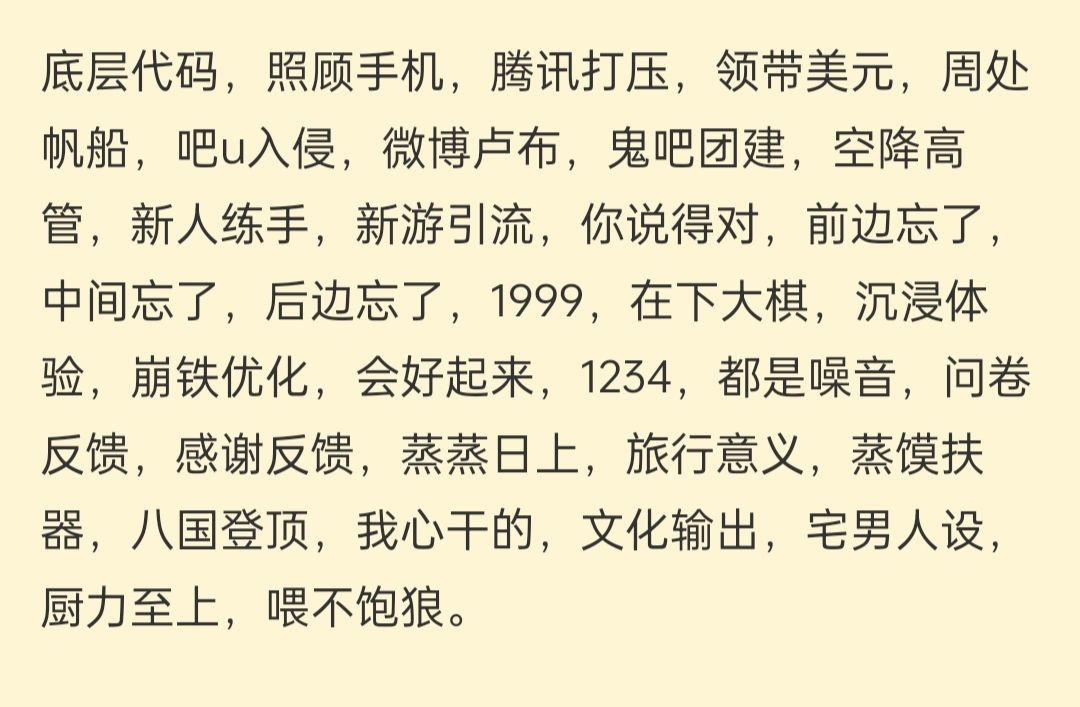 底层代码，照顾手机，腾讯打压，领带美元，周处
帆船，吧u入侵，微博卢布，鬼吧团建，空降高
管，新人练手，新游引流，你说得对，前边忘了，
中间忘了，后边忘了，1999，在下大棋，沉浸体
验，崩铁优化，会好起来，1234，都是噪音，问卷
反馈，感谢反馈，蒸蒸日上，旅行意义，蒸馍扶
器，八国登顶，我心干的，文化输出，宅男人设，
厨力至上，喂不饱狼。